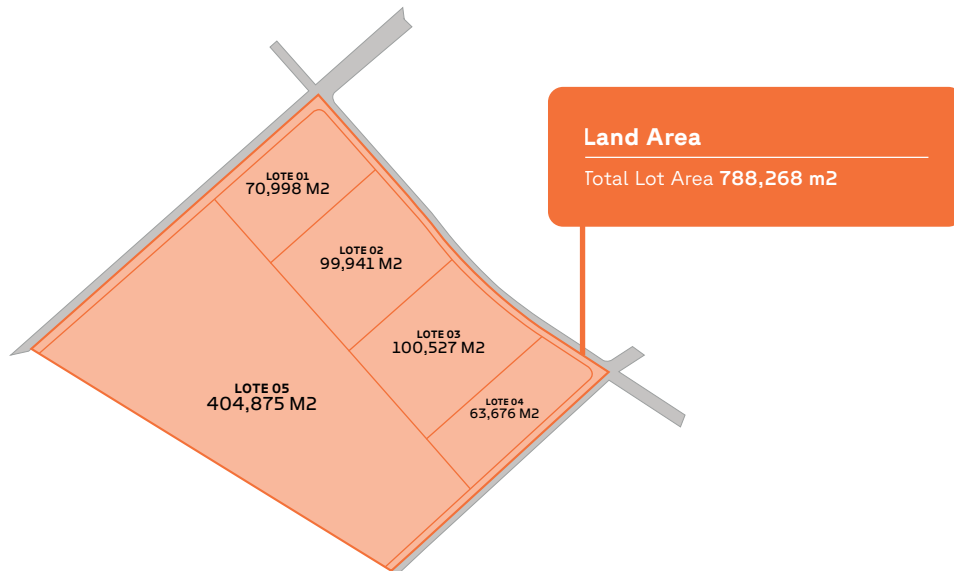 Land Area
Total Lot Area 788,268 m2
LOTE 01
70,998 M2
LOTE 02
99,941 M2
LOTE 03
100,527 M2
LOTE 04
63,676 M2
LOTE 05
404,875 M2